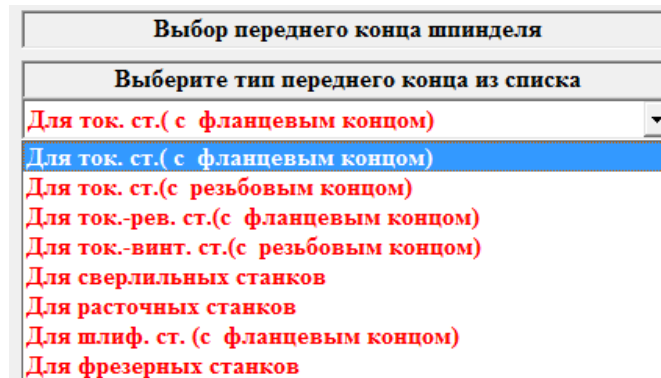 Выбор переднего конца шпинделя
Выберите тип переднего конца из списка
Для ток. ст.( с фланцевым концом)
Для ток. ст.( с фланцевым концом)
Для ток. ст.(с резьбовым концом)
Для ток.-рев. ст.(с фланцевым концом)
Для ток.-винт. ст.(с резьбовым концом)
Для сверлильных станков
Для расточных станков
Для шлиф. ст. (с фланцевым концом)
Для фрезерных станков